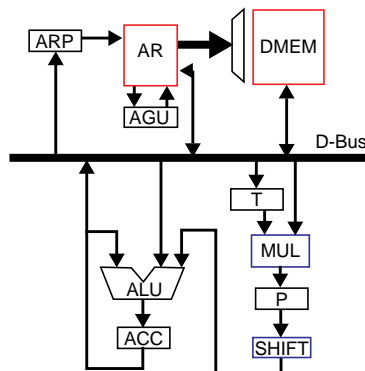 ARP
AR
DMEM
AGU
D-Bus
T
MUL
ALU
P
ACC
SHIFT